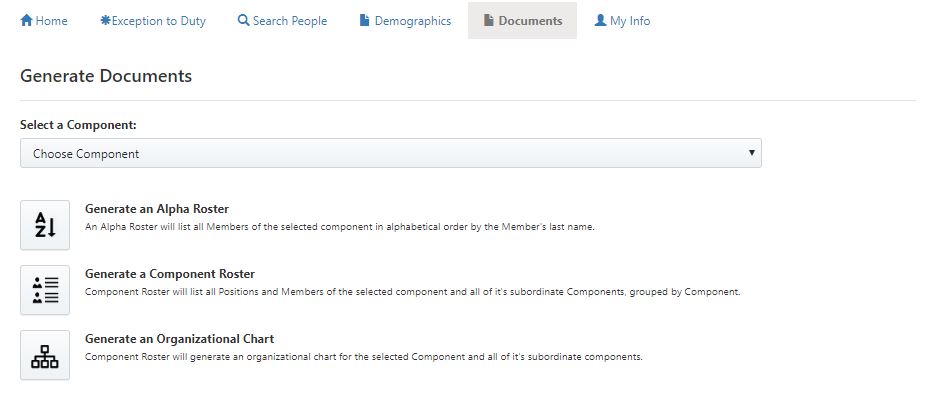 Home Exception to Duty Search People Demographics Documents My Info
Generate Documents
Select a Component:
Choose Component
Generate an Alpha Roster
An Alpha Roster will list all Members of the selected component in alphabetical order by the Member's last name.
Generate a Component Roster
Component Roster will list all Positions and Members of the selected component and all of it's subordinate Components, grouped by Component.
Generate an Organizational Chart
Component Roster will generate an organizational chart for the selected Component and all of it's subordinate components.